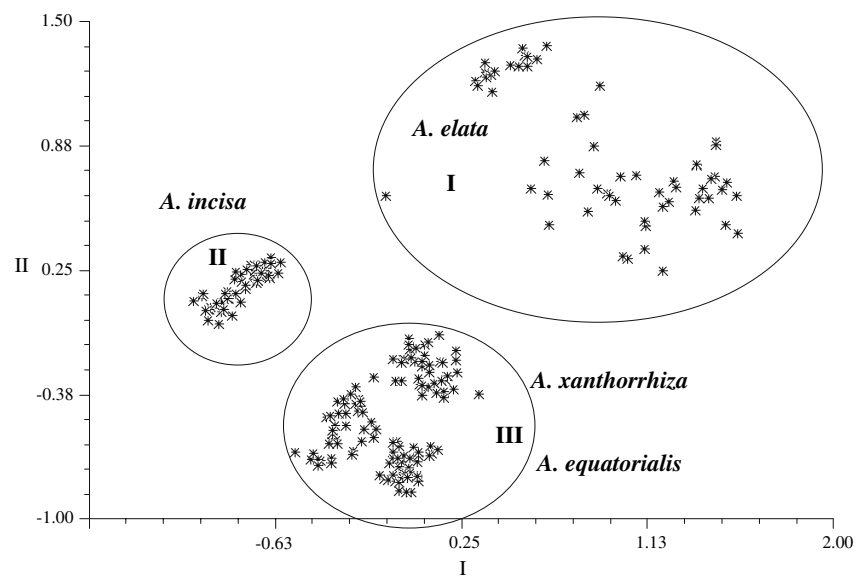 1.50
A. elata
0.88
I
A. incisa
II
II
0.25
A. xanthorrhiza
-0.38
III
A. equatorialis
-1.00
-0.63
0.25
1.13
2.00
I